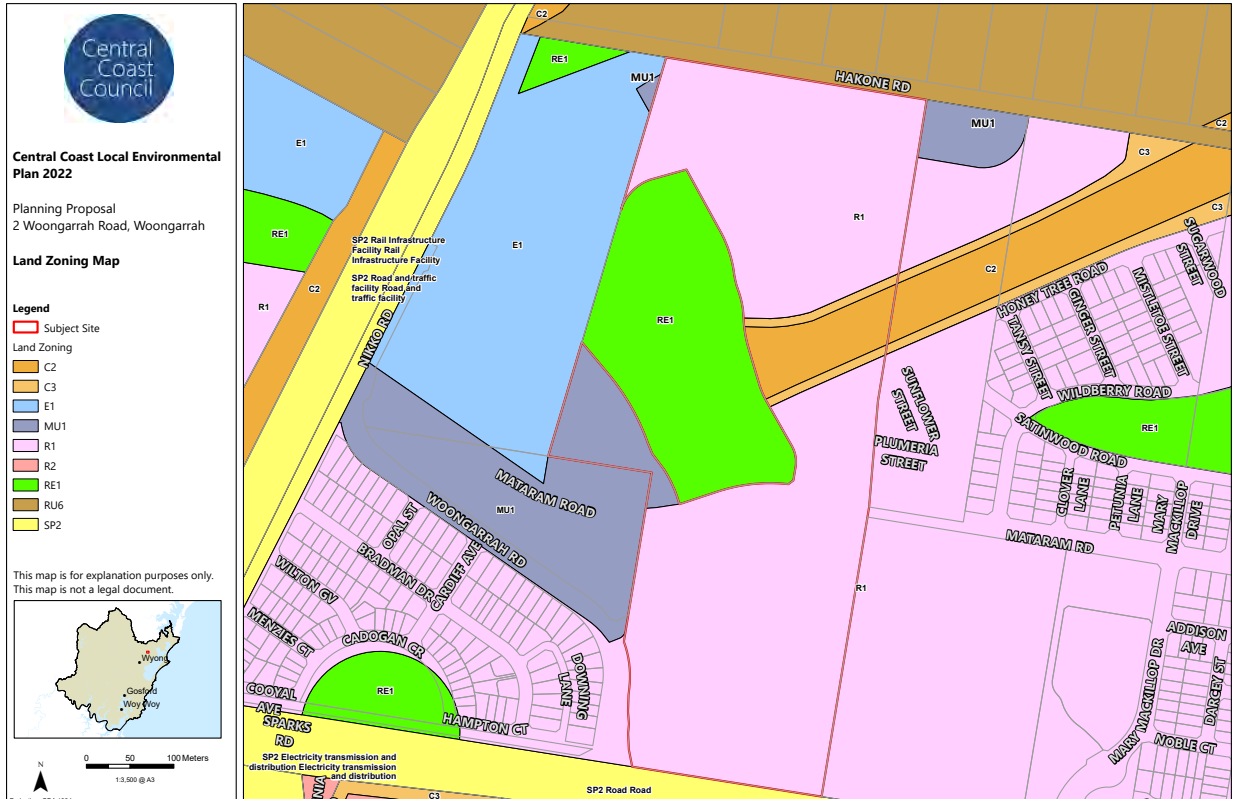 Central
Coast
Council
Central Coast Local Environmental
Plan 2022
Planning Proposal
2 Woongarrah Road, Woongarrah
Land Zoning Map
Legend
Subject Site
Land Zoning
C2
C3
E1
MU1
R1
R2
RE1
RU6
SP2
This map is for explanation purposes only.
This map is not a legal document.
Wyong
Gosford
Woy Woy
N
0 50 100 Meters
1:3,500 @ A3
C2
RE1
MU1
HAKONE RD
MU1
C2
E1
C3
RE1
R1
C3
SP2 Rail Infrastructure
Facility Rail
Infrastructure Facility
E1
SUGARWOOD
STREET
C2
SP2 Road and traffic
facility Road and
traffic facility
C2
R1
HONEY TREE ROAD
MISTLETOE STREET
GINGER STREET
TANSY STREET
RE1
NIKKO RD
WILDBERRY ROAD
SUNFLOWER
STREET
RE1
SATINWOOD ROAD
PLUMERIA
STREET
CLOVER
LANE
PETUNIA
LANE
MARY
MACKILLOP
DRIVE
MATARAM ROAD
MU1
WOONGARRAH RD
OPAL ST
MATARAM RD
BRADMAN DR
CARDIFF AVE
WILTON GV
R1
MENZIES CT
CADOGAN CR
ADDISON
AVE
DOWNING
LANE
RE1
DARCEY ST
MARY MACKILLOP DR
COOYAL
AVE
HAMPTON CT
SPARKS
RD
NOBLE CT
SP2 Electricity transmission and
distribution Electricity transmission
and distribution
SP2 Road Road
C3